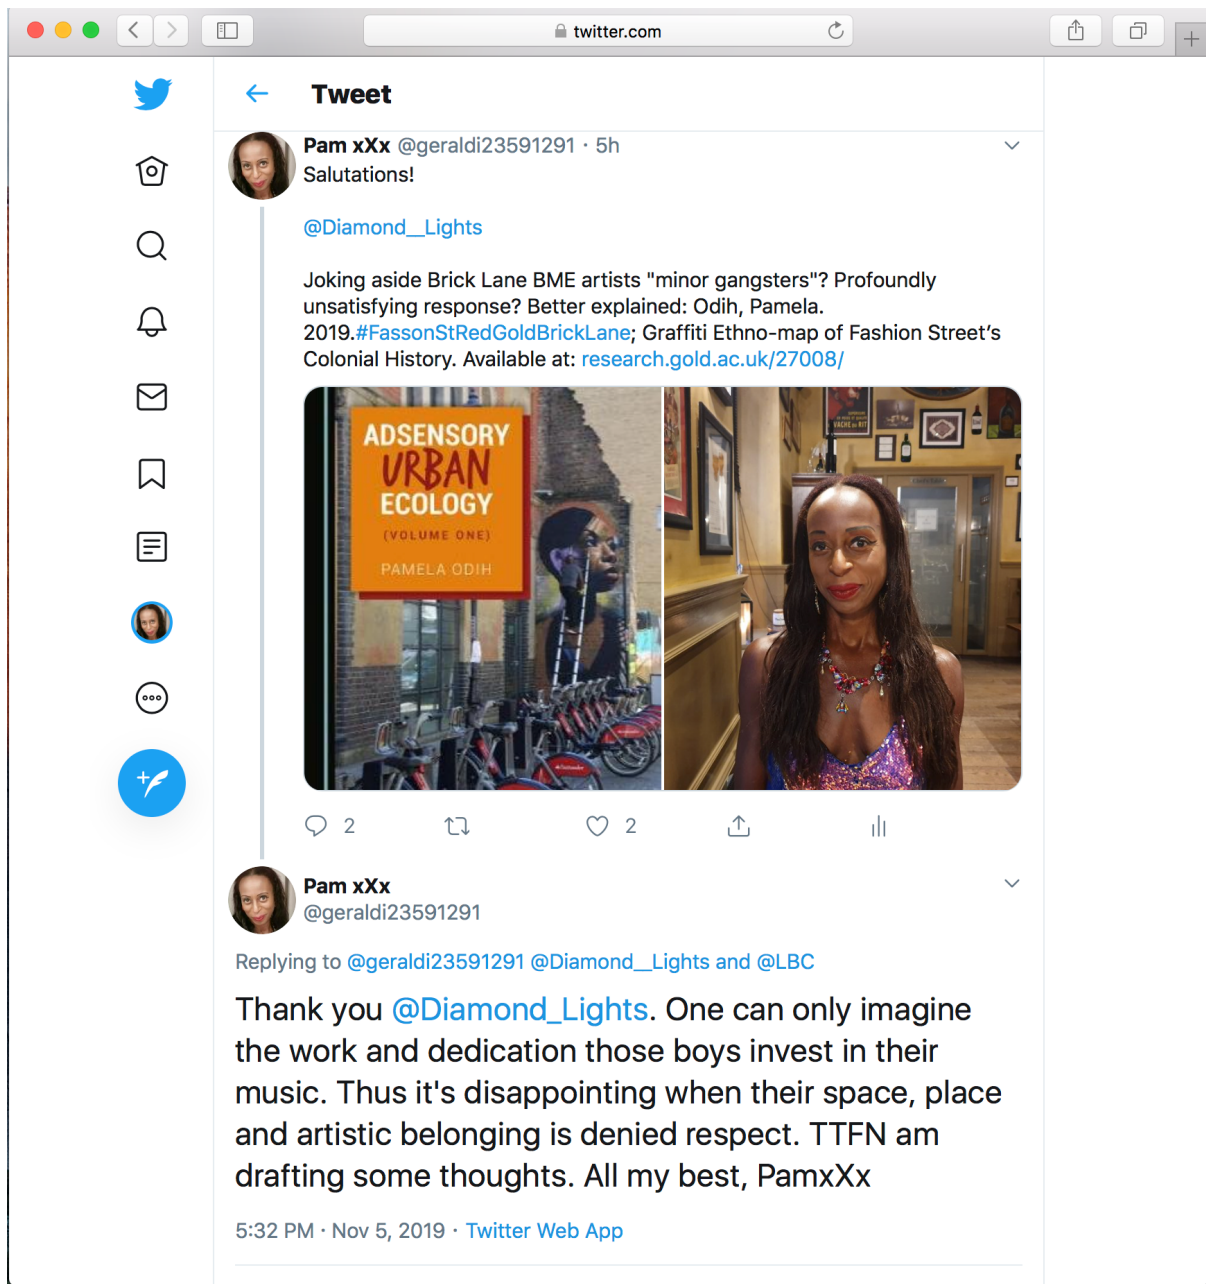 twitter.com
Tweet
Pam xXx @geraldi23591291 · 5h
Salutations!
@Diamond__Lights
Joking aside Brick Lane BME artists "minor gangsters"? Profoundly
unsatisfying response? Better explained: Odih, Pamela.
2019.#FassonStRedGoldBrickLane; Graffiti Ethno-map of Fashion Street’s
Colonial History. Available at: research.gold.ac.uk/27008/
ADSENSORY
URBAN
ECOLOGY
(VOLUME ONE)
PAMELA ODIH
VACHE QUI RIT
2
2
Pam xXx
@geraldi23591291
Replying to @geraldi23591291 @Diamond__Lights and @LBC
Thank you @Diamond_Lights. One can only imagine
the work and dedication those boys invest in their
music. Thus it's disappointing when their space, place
and artistic belonging is denied respect. TTFN am
drafting some thoughts. All my best, PamxXx
5:32 PM · Nov 5, 2019 · Twitter Web App